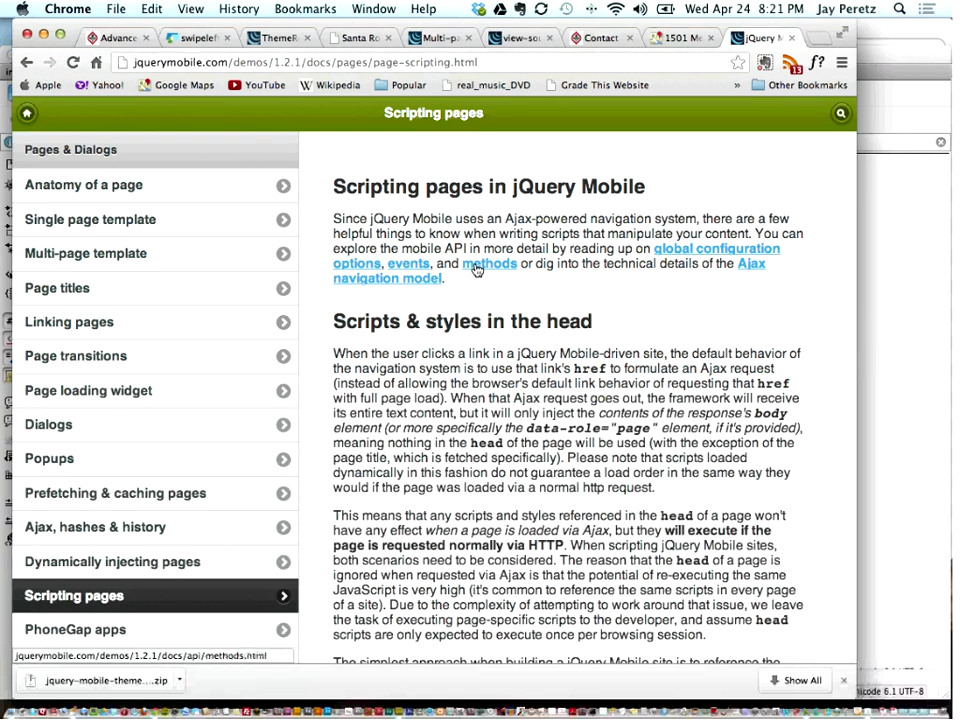 Chrome File Edit View History Bookmarks Window Help Wed Apr 24 8:21 PM Jay Peretz
Advance swipelef ThemeR Santa Ro Multi-pa view-sou Contact 1501 M jQuery M
jquerymobile.com/demos/1.2.1/docs/pages/page-scripting.html
13
f?
Apple Yahoo! Google Maps YouTube Wikipedia Popular real_music_DVD Grade This Website » Other Bookmarks
Scripting pages
Pages & Dialogs
Anatomy of a page
Single page template
Multi-page template
Page titles
Linking pages
Page transitions
Page loading widget
Dialogs
Popups
Prefetching & caching pages
Ajax, hashes & history
Dynamically injecting pages
Scripting pages
PhoneGap apps
Scripting pages in jQuery Mobile
Since jQuery Mobile uses an Ajax-powered navigation system, there are a few
helpful things to know when writing scripts that manipulate your content. You can
explore the mobile API in more detail by reading up on global configuration
options, events, and methods or dig into the technical details of the Ajax
navigation model.
Scripts & styles in the head
When the user clicks a link in a jQuery Mobile-driven site, the default behavior of
the navigation system is to use that link's href to formulate an Ajax request
(instead of allowing the browser's default link behavior of requesting that href
with full page load). When that Ajax request goes out, the framework will receive
its entire text content, but it will only inject the contents of the response's body
element (or more specifically the data-role="page" element, if it's provided),
meaning nothing in the head of the page will be used (with the exception of the
page title, which is fetched specifically). Please note that scripts loaded
dynamically in this fashion do not guarantee a load order in the same way they
would if the page was loaded via a normal http request.
This means that any scripts and styles referenced in the head of a page won't
have any effect when a page is loaded via Ajax, but they will execute if the
page is requested normally via HTTP. When scripting jQuery Mobile sites,
both scenarios need to be considered. The reason that the head of a page is
ignored when requested via Ajax is that the potential of re-executing the same
JavaScript is very high (it's common to reference the same scripts in every page
of a site). Due to the complexity of attempting to work around that issue, we leave
the task of executing page-specific scripts to the developer, and assume head
scripts are only expected to execute once per browsing session.
The simplest approach when building a jQuery Mobile site is to reference the
jquerymobile.com/demos/1.2.1/docs/api/methods.html
jquery-mobile-theme....zip
Show All
nicode 6.1 UTF-8